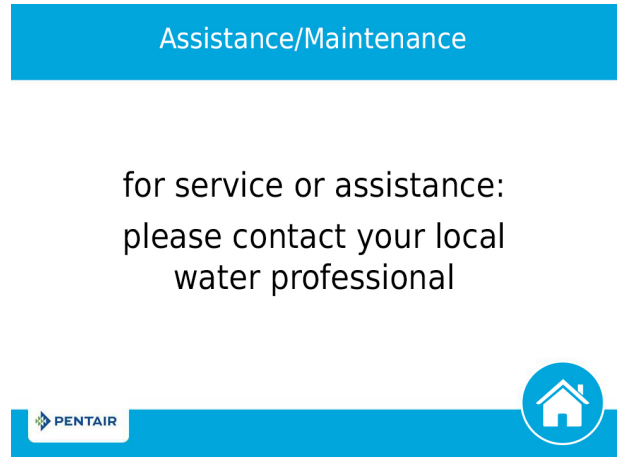 Assistance/Maintenance
for service or assistance:
please contact your local
water professional
PENTAIR